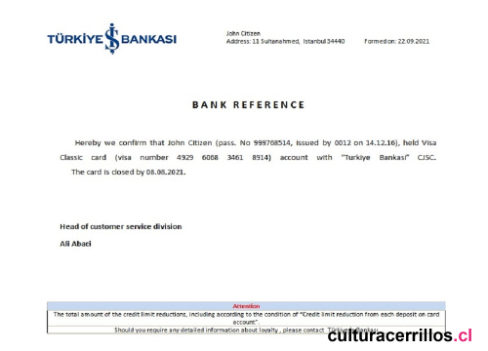 TÜRKİYE İŞ BANKASI
John Citizen
Address: 11 Sultanahmed, Istanbul 34440 Formed on: 22.09.2021
BANK REFERENCE
Hereby we confirm that John Citizen (pass. No 999768514, issued by 0012 on 14.12.16), held Visa
Classic card (visa number 4929 6068 3461 8914) account with "Turkiye Bankasi" CJSC.
The card is closed by 08.08.2021.
Head of customer service division
Ali Abaci
Attention
The total amount of the credit limit reductions, including according to the condition of "Credit limit reduction from each deposit on card
account".
Should you require any detailed information about loyalty , please contact
culturacerrillos.cl